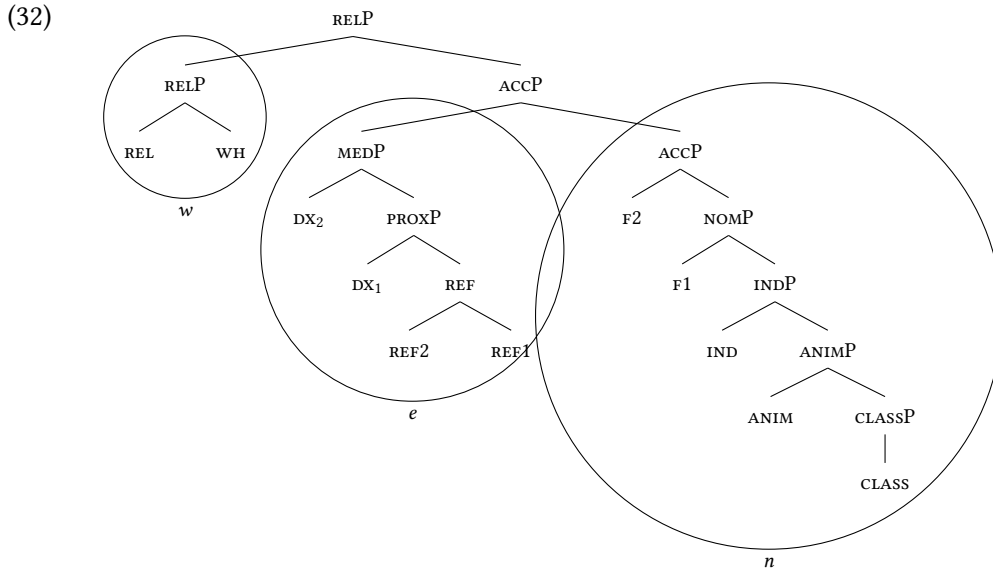 (32)
RELP
RELP ACCP
REL WH MEDP ACCP
w
DX₂ PROXP F2 NOMP
DX₁ REF F1 INDP
REF2 REF1 IND ANIMP
e
ANIM CLASSP
CLASS
n